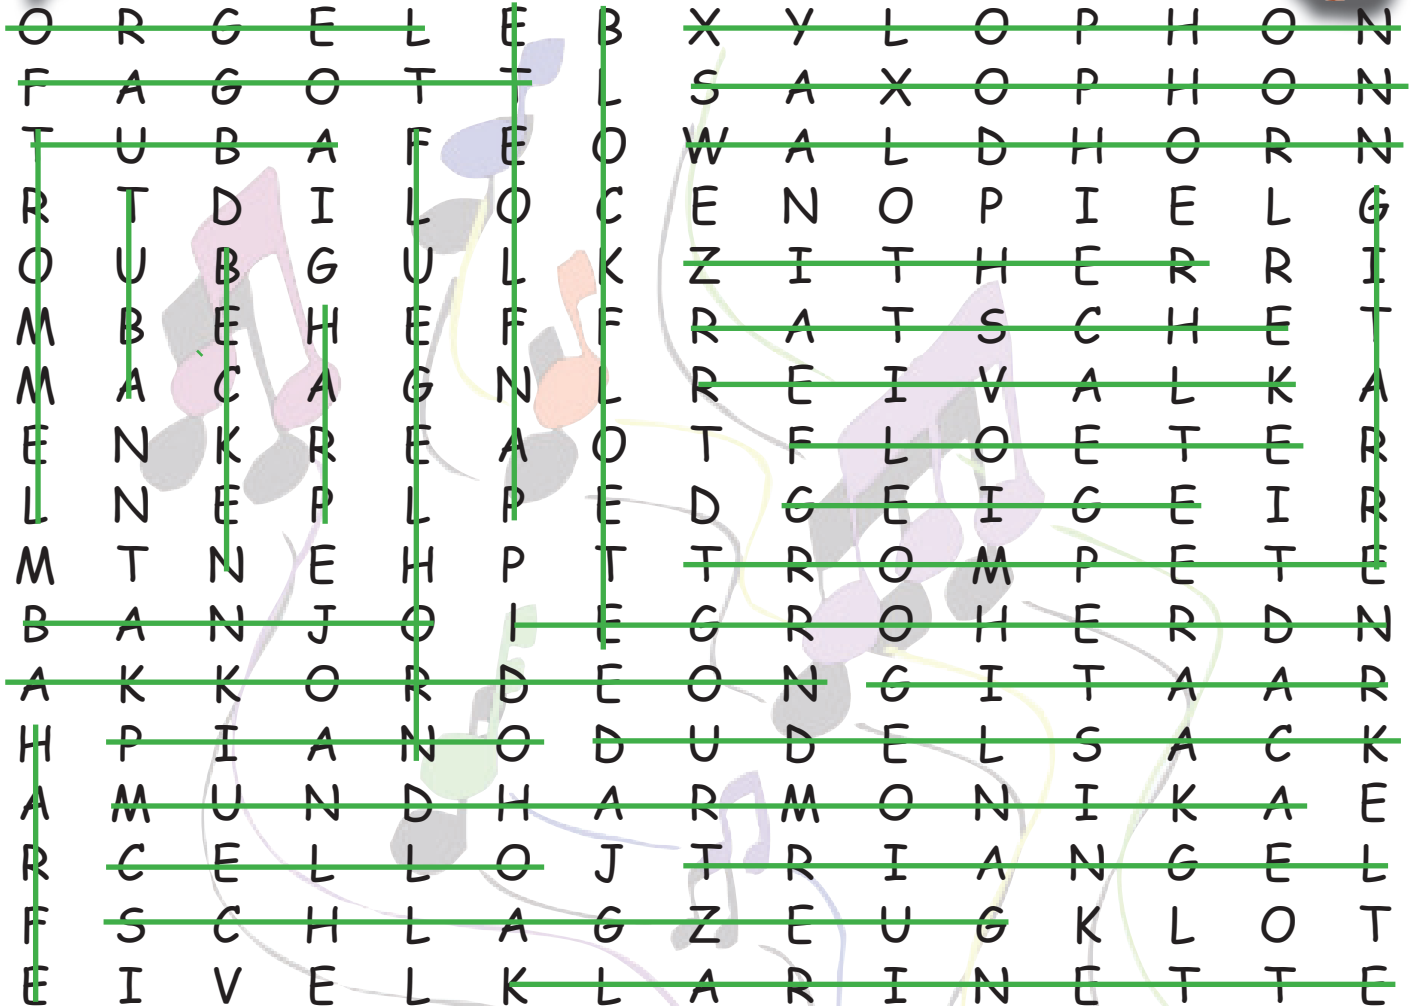 O R G E L E B X Y L O P H O N
F A G O T T L S A X O P H O N
T U B A F E O W A L D H O R N
R T D I L O C E N O P I E L G
O U B G U L K Z I T H E R R I
M B E H E F F R A T S C H E T
M A C A G N L R E I V A L K A
E N K R E A O T F L O E T E R
L N E P L P E D G E I G E I R
M T N E H P T T R O M P E T E
B A N J O I E G R O H E R D N
A K K O R D E O N G I T A A R
H P I A N O D U D E L S A C K
A M U N D H A R M O N I K A E
R C E L L O J T R I A N G E L
F S C H L A G Z E U G K L O T
E I V E L K L A R I N E T T E